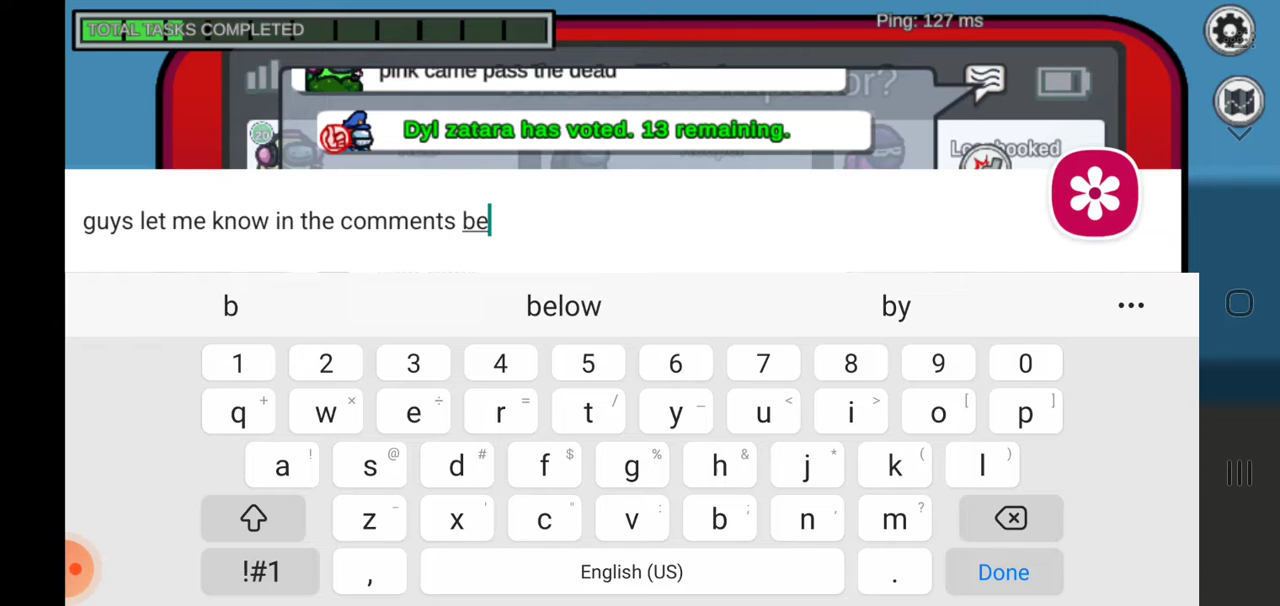 TOTAL TASKS COMPLETED
Ping: 127 ms
pink came pass the dead
Dyl zatara has voted. 13 remaining.
20
guys let me know in the comments be
b below by •••
1 2 3 4 5 6 7 8 9 0
q + w × e ÷ r = t / y _ u < i > o [ p ]
a ! s @ d # f $ g % h & j * k ( l )
z - x ' c " v : b ; n , m ?
!#1 , English (US) . Done